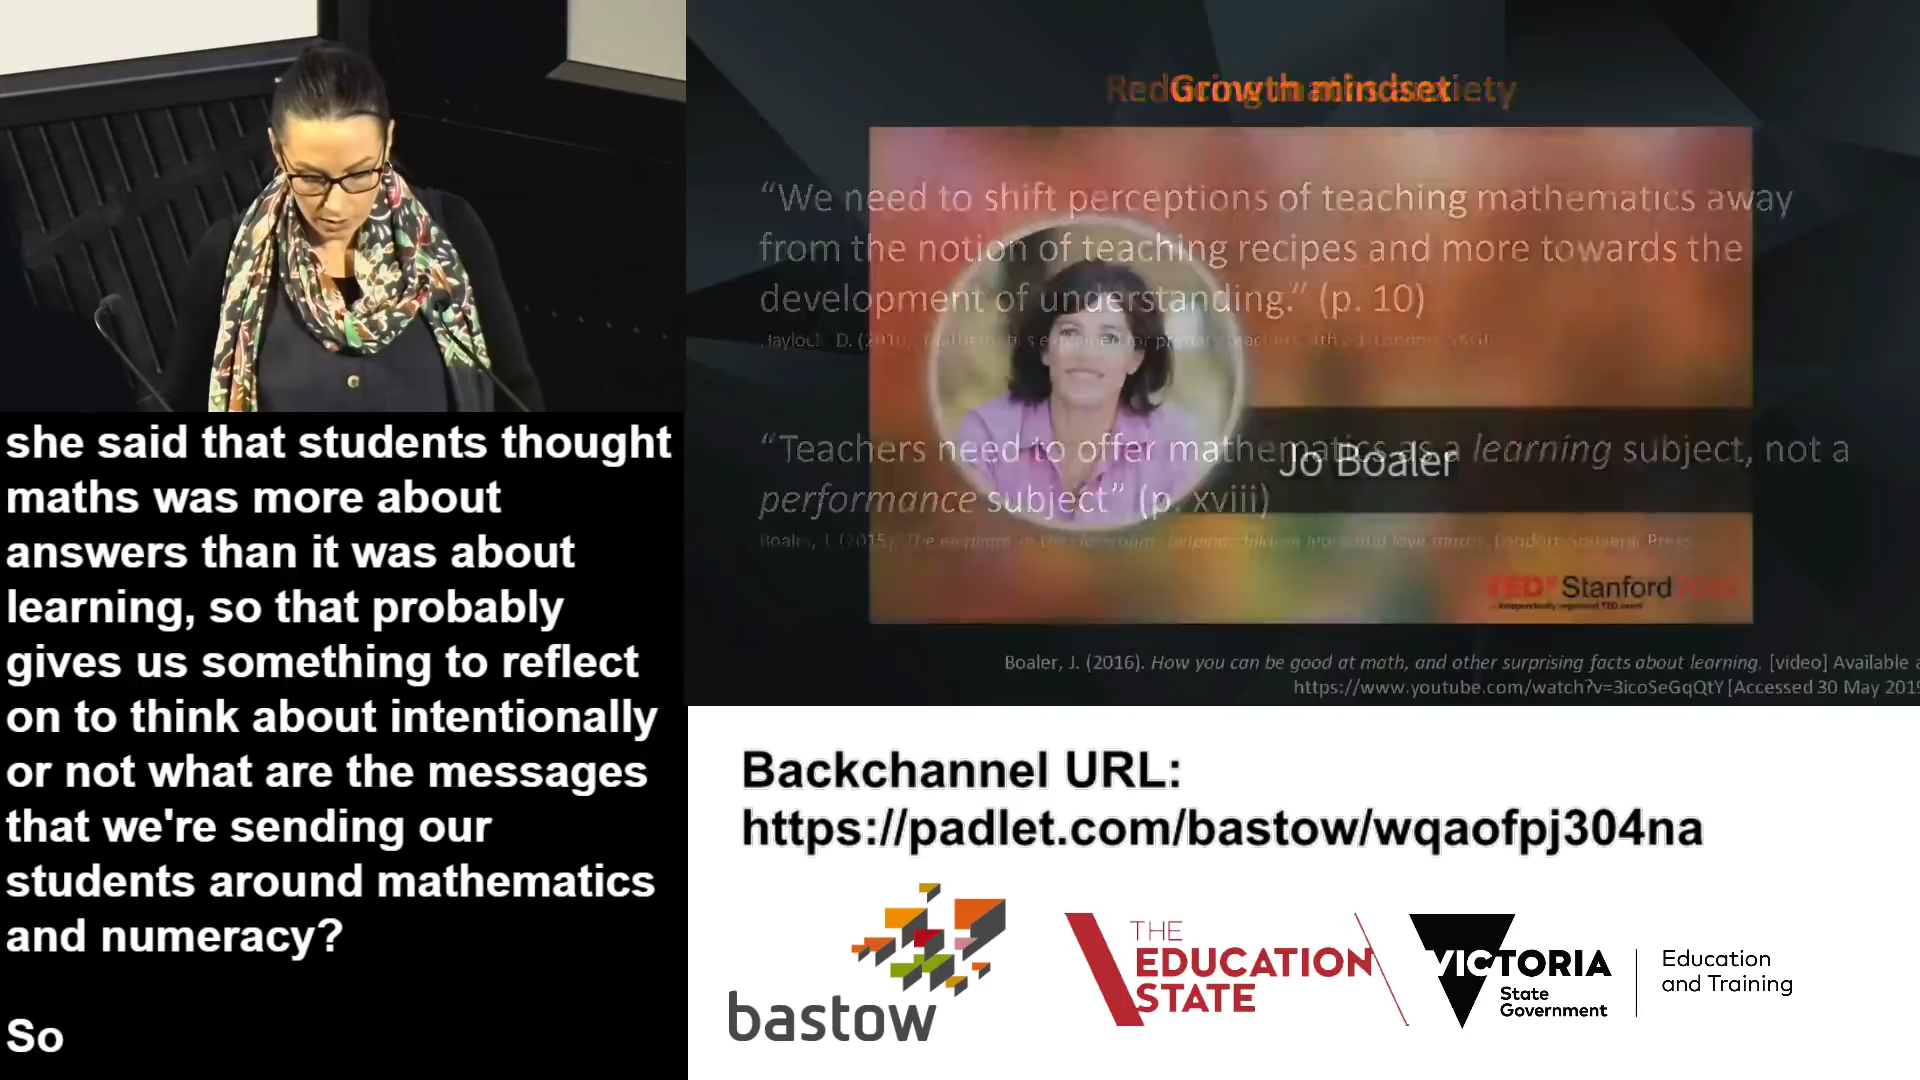 she said that students thought
maths was more about
answers than it was about
learning, so that probably
gives us something to reflect
on to think about intentionally
or not what are the messages
that we're sending our
students around mathematics
and numeracy?
So
Growth mindset
“We need to shift perceptions of teaching mathematics away
from the notion of teaching recipes and more towards the
development of understanding.” (p. 10)
“Teachers need to offer mathematics as a learning subject, not a
performance subject” (p. xviii)
Jo Boaler
TEDx Stanford
Boaler, J. (2016). How you can be good at math, and other surprising facts about learning. [video] Available
https://www.youtube.com/watch?v=3icoSeGqQtY [Accessed 30 May
Backchannel URL:
https://padlet.com/bastow/wqaofpj304na
bastow
THE
EDUCATION
STATE
VICTORIA
State
Government
Education
and Training